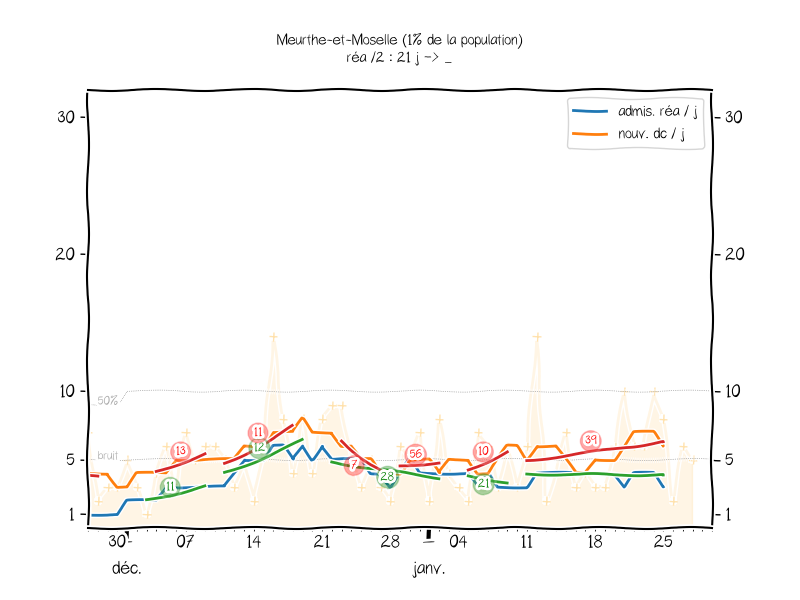 Meurthe-et-Moselle (1% de la population)
réa /2 : 21 j -> _
admis. réa / j
nouv. dc / j
30 30
20 20
10 10
50%
bruit
5 5
1 1
13 11 12 11 7 28 56 10 21 39
30 07 14 21 28 04 11 18 25
déc. janv.